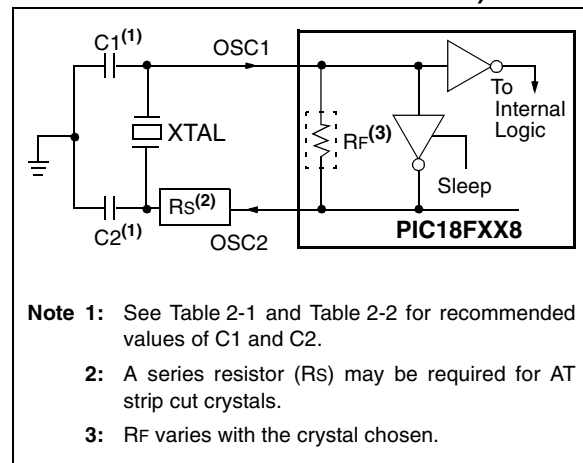 C1(1)
OSC1
To
Internal
Logic
XTAL
RF(3)
Sleep
RS(2)
C2(1)
OSC2
PIC18FXX8
Note 1: See Table 2-1 and Table 2-2 for recommended
values of C1 and C2.
2: A series resistor (RS) may be required for AT
strip cut crystals.
3: RF varies with the crystal chosen.